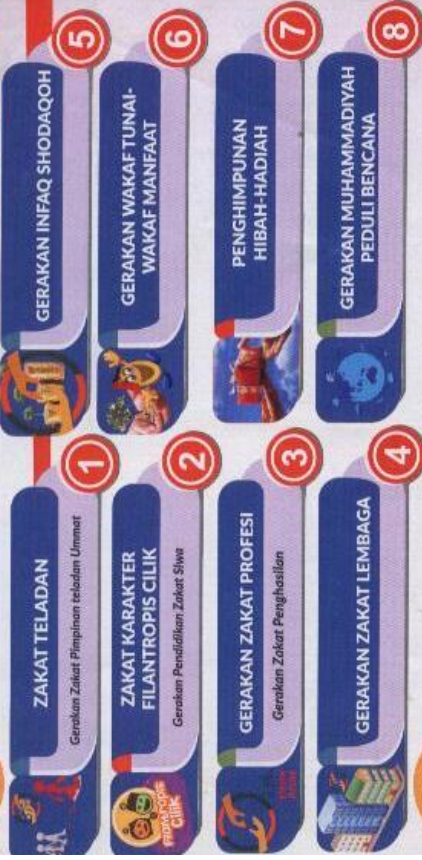 1
ZAKAT TELADAN
Gerakan Zakat Pimpinan teladan Ummat
2
ZAKAT KARAKTER
FILANTROPIS CILIK
Gerakan Pendidikan Zakat Siwa
Filantropis
Cilik
3
GERAKAN ZAKAT PROFESI
Gerakan Zakat Penghasilan
4
GERAKAN ZAKAT LEMBAGA
5
GERAKAN INFAQ SHODAQOH
6
GERAKAN WAKAF TUNAI-
WAKAF MANFAAT
7
PENGHIMPUNAN
HIBAH-HADIAH
8
GERAKAN MUHAMMADIYAH
PEDULI BENCANA